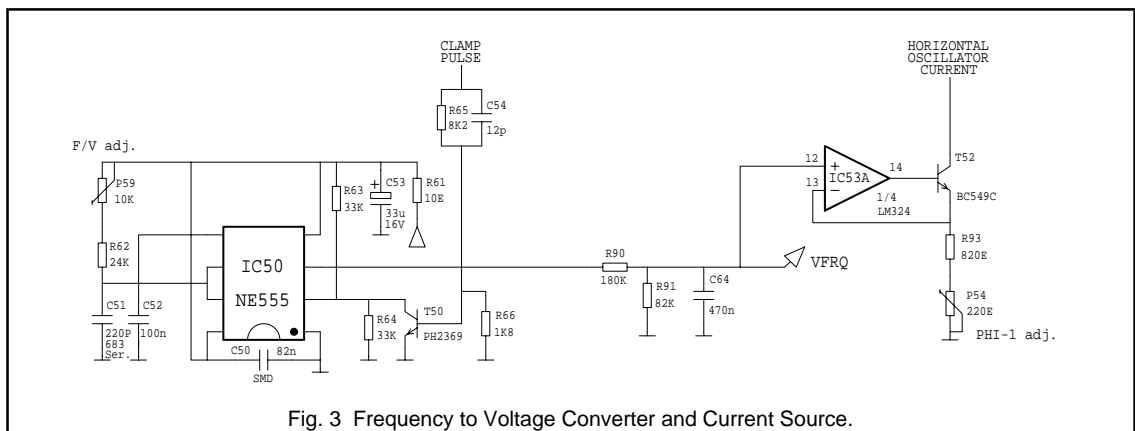 CLAMP
PULSE
HORIZONTAL
OSCILLATOR
CURRENT
R65
8K2
C54
12p
F/V adj.
P59
10K
R62
24K
C51
220P
683
Ser.
C52
100n
IC50
NE555
C50
82n
SMD
R63
33K
C53
+
33u
16V
R61
10E
R64
33K
T50
PH2369
R66
1K8
R90
180K
R91
82K
C64
470n
VFRQ
12
13
+
−
IC53A
14
1/4
LM324
T52
BC549C
R93
820E
P54
220E
PHI-1 adj.
Fig. 3 Frequency to Voltage Converter and Current Source.